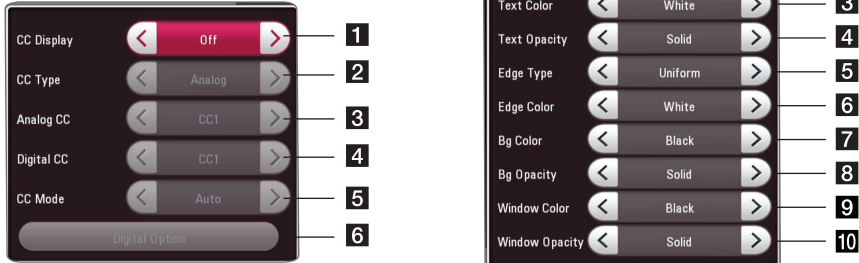 CC Display Off 1
CC Type Analog 2
Analog CC CC1 3
Digital CC CC1 4
CC Mode Auto 5
Digital Option 6
Text Color White 3
Text Opacity Solid 4
Edge Type Uniform 5
Edge Color White 6
Bg Color Black 7
Bg Opacity Solid 8
Window Color Black 9
Window Opacity Solid 10